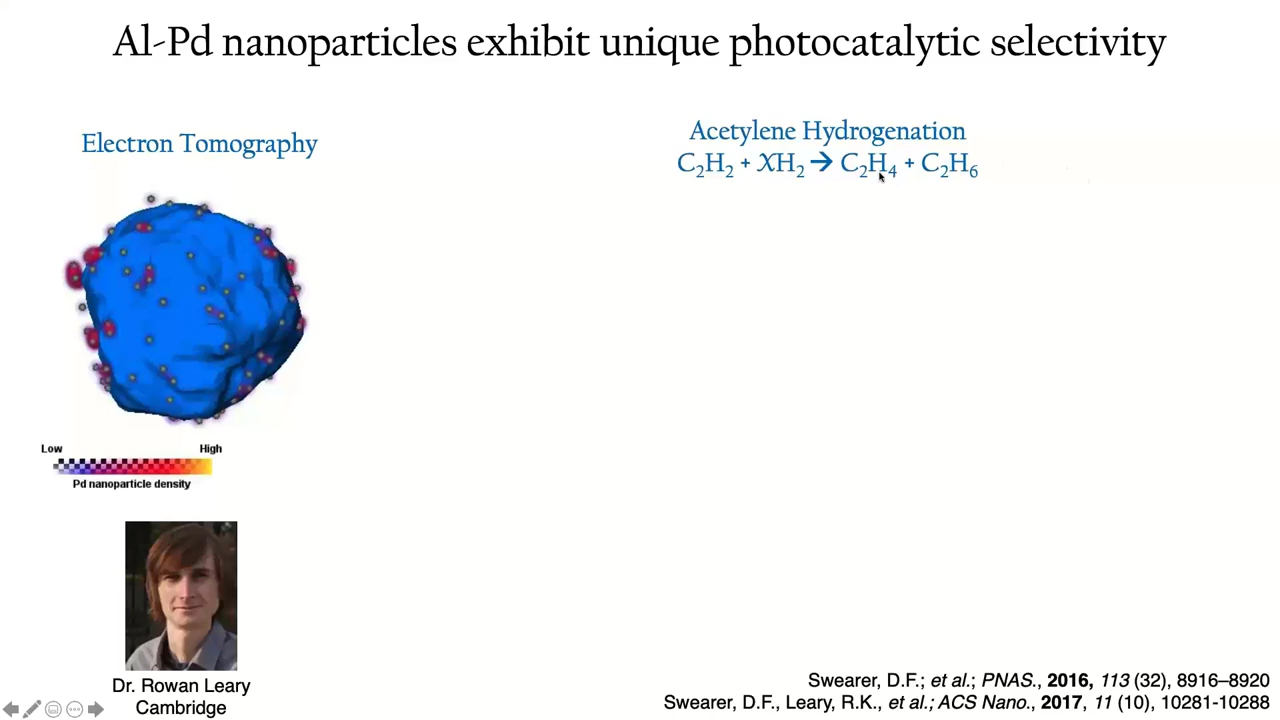 Al-Pd nanoparticles exhibit unique photocatalytic selectivity
Electron Tomography
Acetylene Hydrogenation
C₂H₂ + XH₂ → C₂H₄ + C₂H₆
Low High
Pd nanoparticle density
Dr. Rowan Leary
Cambridge
Swearer, D.F.; et al.; PNAS., 2016, 113 (32), 8916–8920
Swearer, D.F., Leary, R.K., et al.; ACS Nano., 2017, 11 (10), 10281-10288